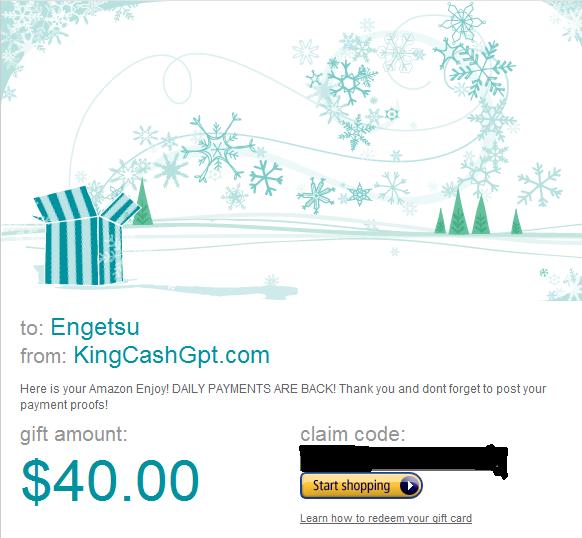 to: Engetsu
from: KingCashGpt.com
Here is your Amazon Enjoy! DAILY PAYMENTS ARE BACK! Thank you and dont forget to post your
payment proofs!
gift amount:
$40.00
claim code:
Start shopping
Learn how to redeem your gift card